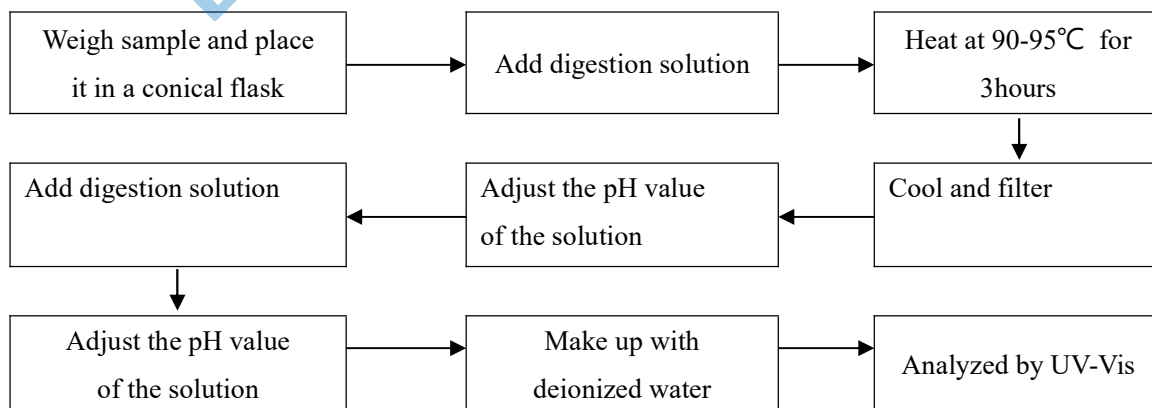 Weigh sample and place
it in a conical flask
Add digestion solution
Heat at 90-95℃ for
3hours
Cool and filter
Adjust the pH value
of the solution
Add digestion solution
Adjust the pH value
of the solution
Make up with
deionized water
Analyzed by UV-Vis